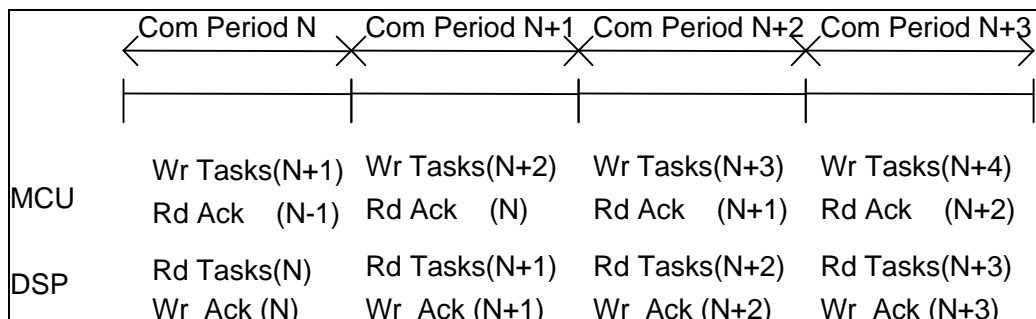 Com Period N Com Period N+1 Com Period N+2 Com Period N+3
Wr Tasks(N+1) Wr Tasks(N+2) Wr Tasks(N+3) Wr Tasks(N+4)
MCU
Rd Ack (N-1) Rd Ack (N) Rd Ack (N+1) Rd Ack (N+2)
Rd Tasks(N) Rd Tasks(N+1) Rd Tasks(N+2) Rd Tasks(N+3)
DSP
Wr Ack (N) Wr Ack (N+1) Wr Ack (N+2) Wr Ack (N+3)